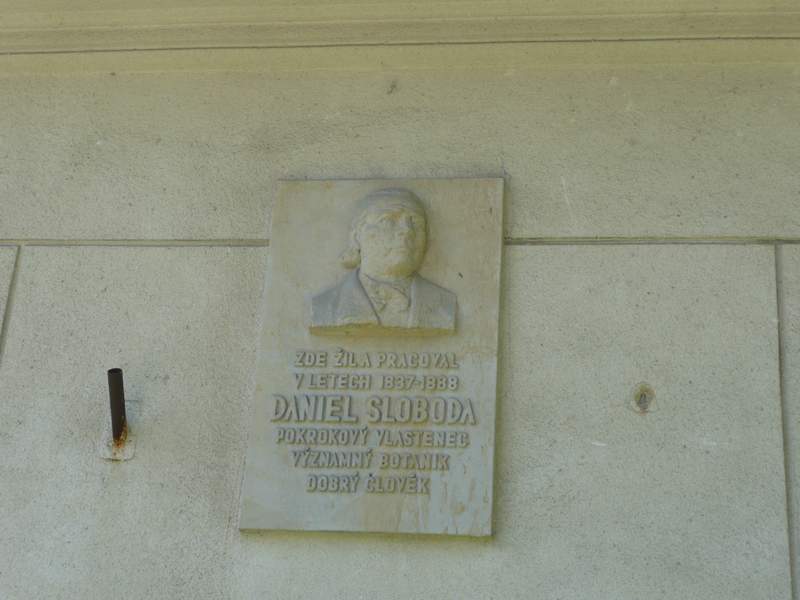 ZDE ŽIL A PRACOVAL
V LETECH 1837-1888
DANIEL SLOBODA
POKROKOVÝ VLASTENEC
VÝZNAMNÝ BOTANIK
DOBRÝ ČLOVĚK